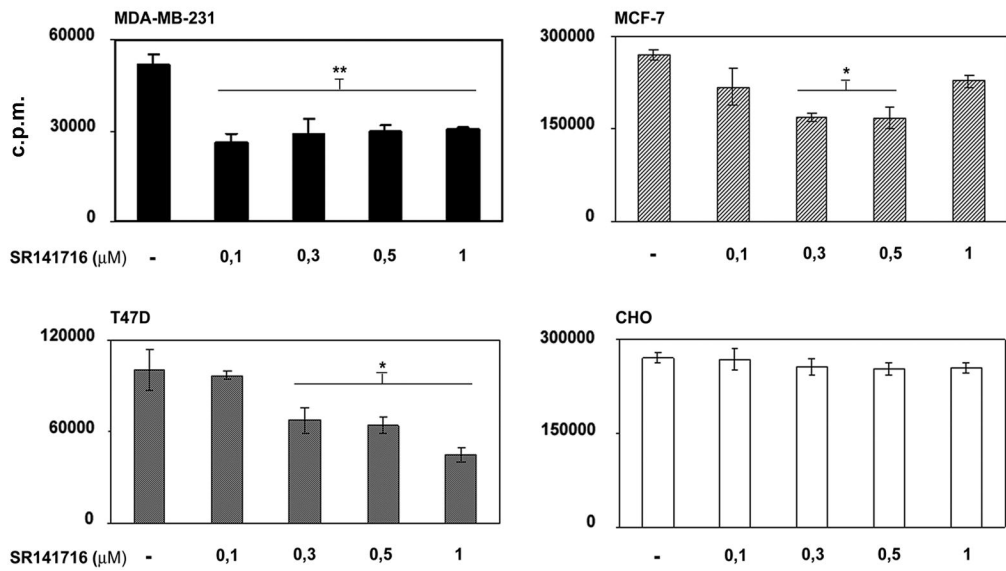 MDA-MB-231
60000
**
30000
c.p.m.
0
SR141716 (μM) - 0,1 0,3 0,5 1
MCF-7
300000
*
150000
0
- 0,1 0,3 0,5 1
T47D
120000
*
60000
0
SR141716 (μM) - 0,1 0,3 0,5 1
CHO
300000
150000
0
- 0,1 0,3 0,5 1